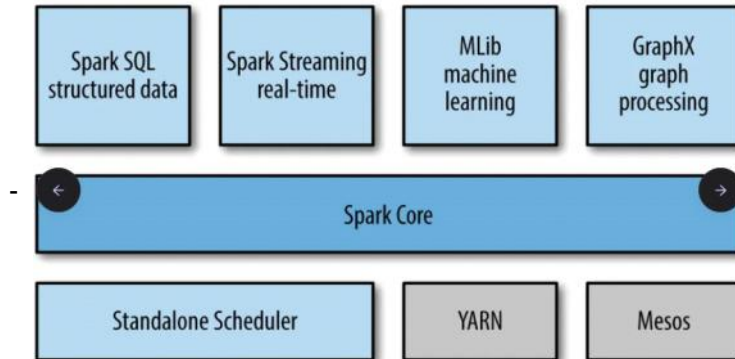 Spark SQL
structured data
Spark Streaming
real-time
MLib
machine
learning
GraphX
graph
processing
-
Spark Core
Standalone Scheduler
YARN
Mesos